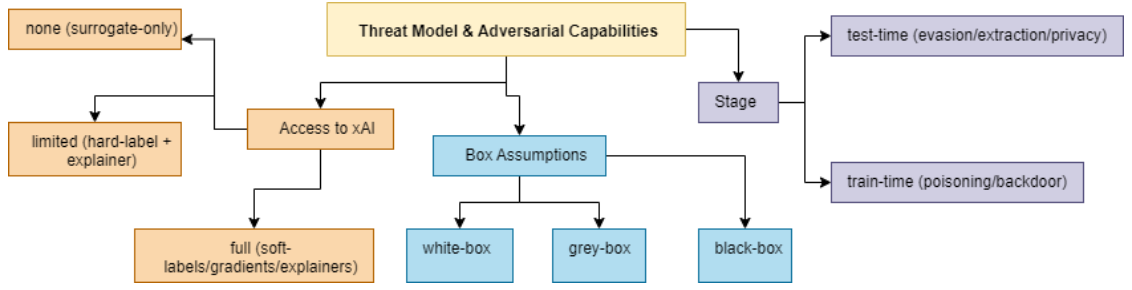 none (surrogate-only)
Threat Model & Adversarial Capabilities
test-time (evasion/extraction/privacy)
Stage
limited (hard-label +
explainer)
Access to xAI
Box Assumptions
train-time (poisoning/backdoor)
full (soft-
labels/gradients/explainers)
white-box
grey-box
black-box